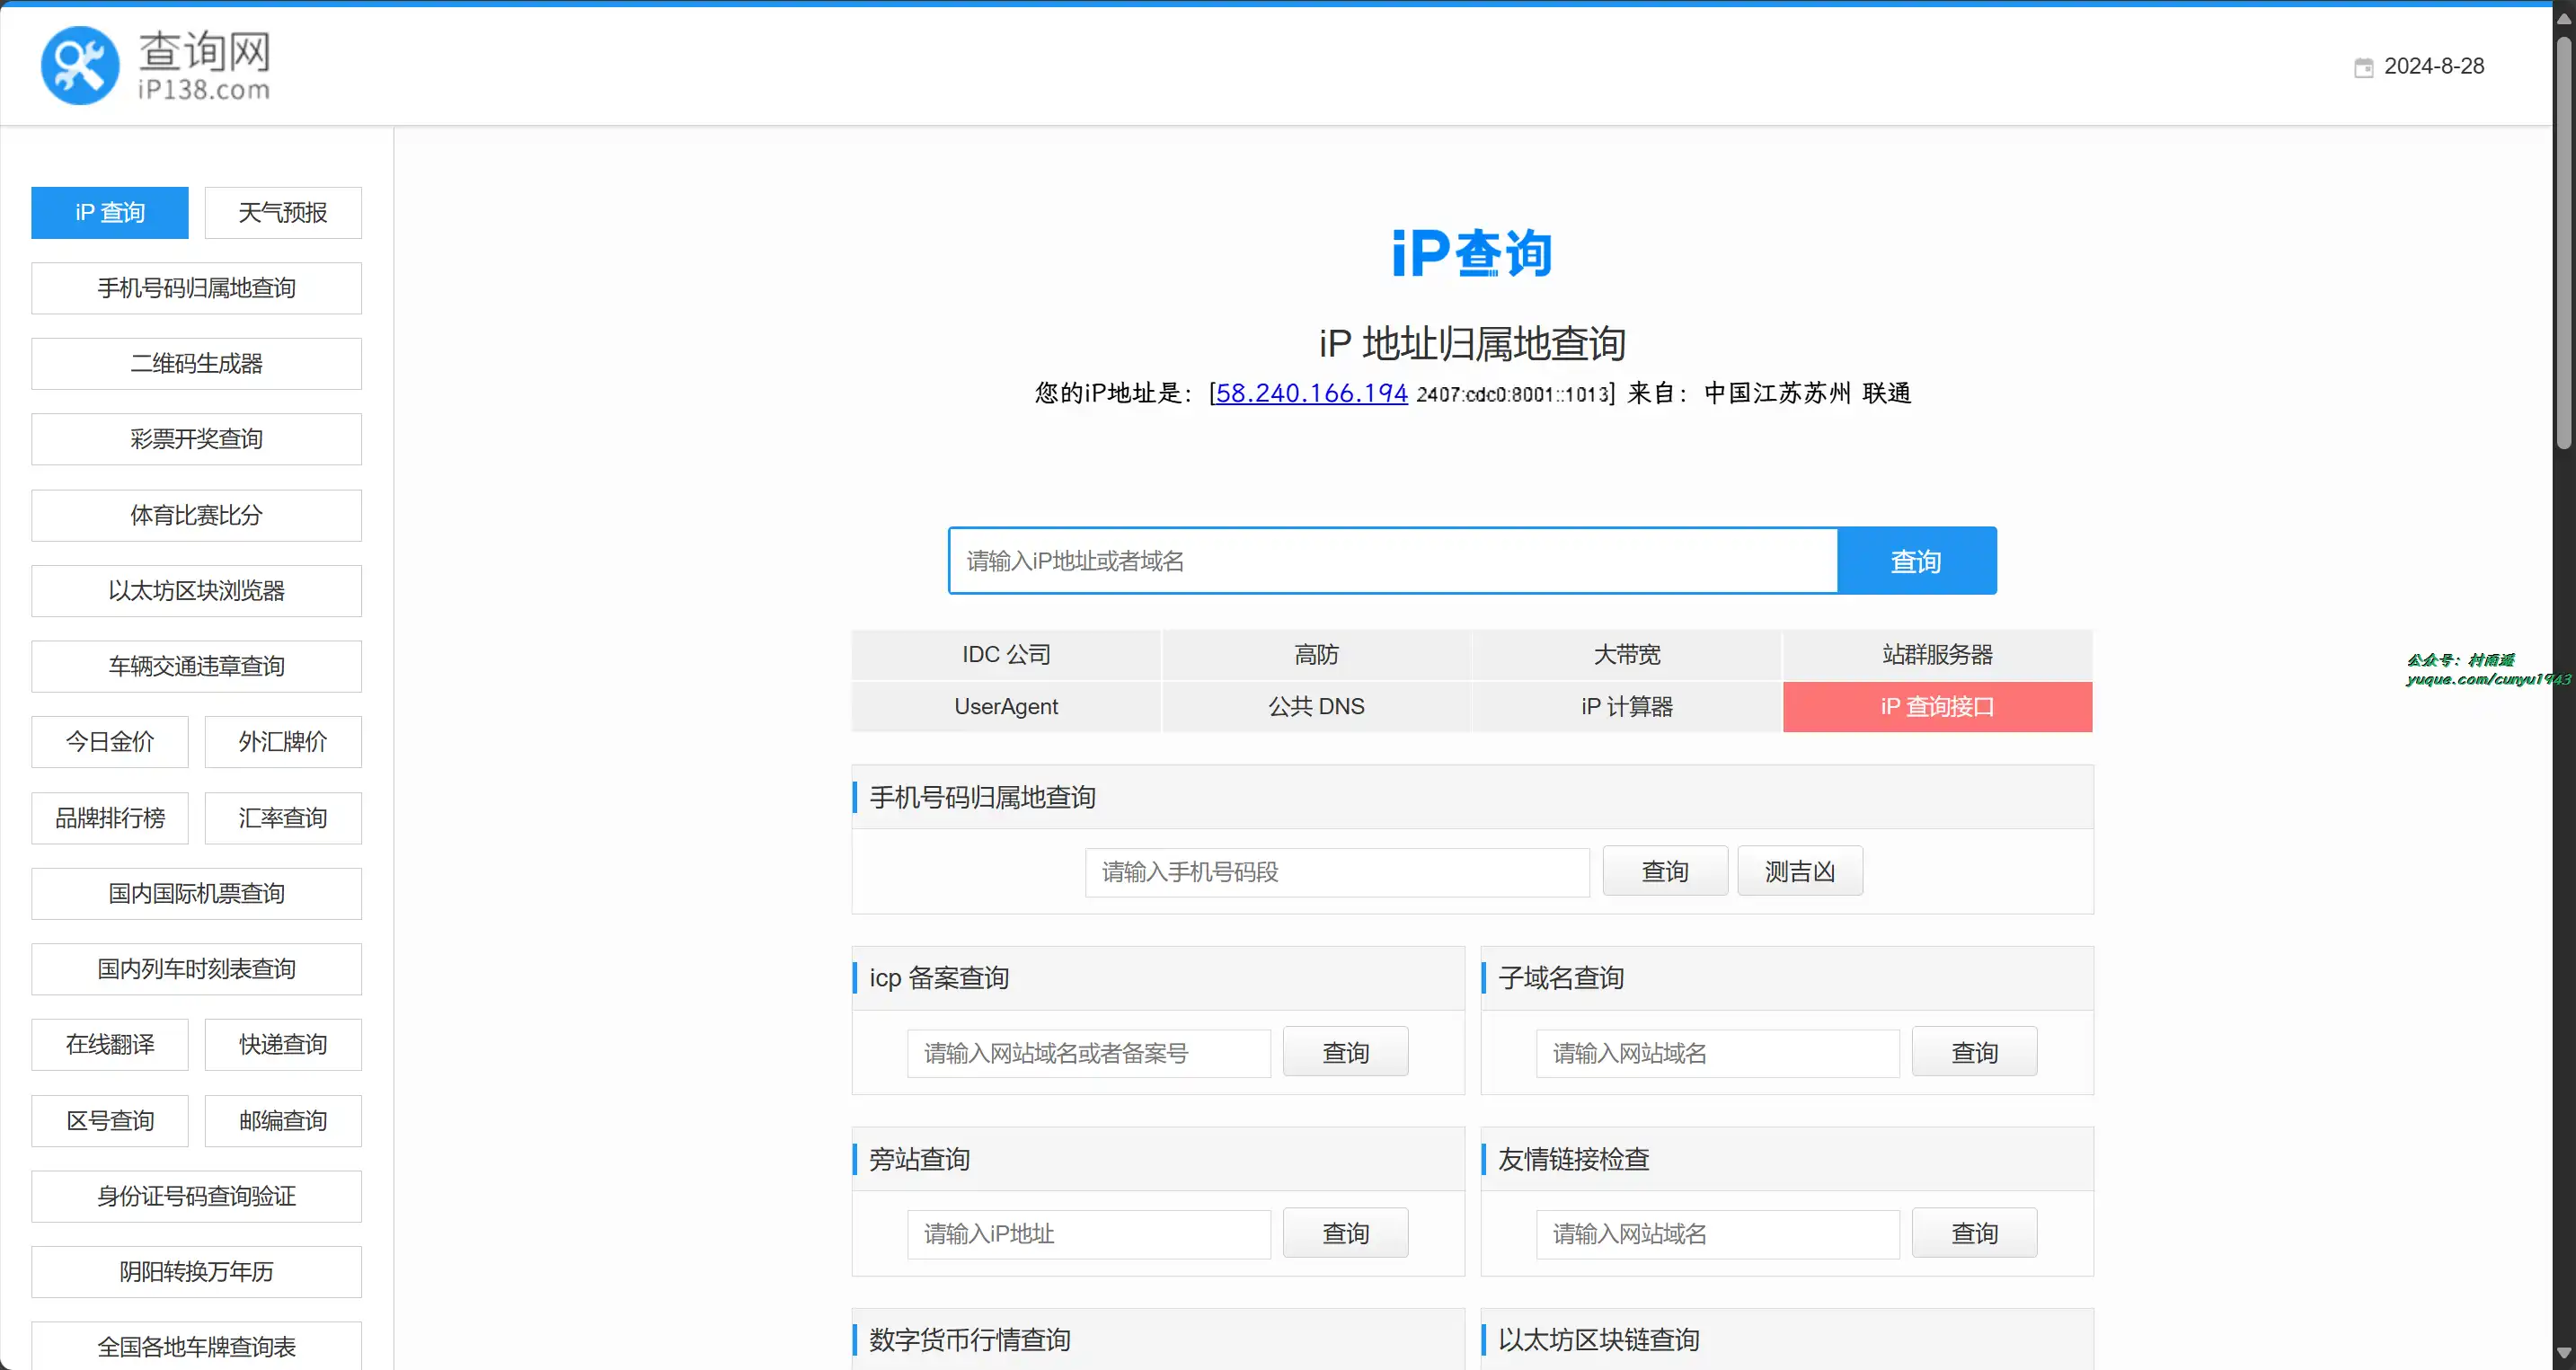 查询网
iP138.com
2024-8-28
iP 查询 天气预报
手机号码归属地查询
二维码生成器
彩票开奖查询
体育比赛比分
以太坊区块浏览器
车辆交通违章查询
今日金价 外汇牌价
品牌排行榜 汇率查询
国内国际机票查询
国内列车时刻表查询
在线翻译 快递查询
区号查询 邮编查询
身份证号码查询验证
阴阳转换万年历
全国各地车牌查询表
iP查询
iP 地址归属地查询
您的iP地址是：[58.240.166.194 2407:cdc0:8001::1013] 来自：中国江苏苏州 联通
请输入iP地址或者域名 查询
IDC 公司 高防 大带宽 站群服务器
UserAgent 公共 DNS iP 计算器 iP 查询接口
手机号码归属地查询
请输入手机号码段 查询 测吉凶
icp 备案查询 子域名查询
请输入网站域名或者备案号 查询 请输入网站域名 查询
旁站查询 友情链接检查
请输入iP地址 查询 请输入网站域名 查询
数字货币行情查询 以太坊区块链查询
公众号：村雨遥
yuque.com/cunyu1943